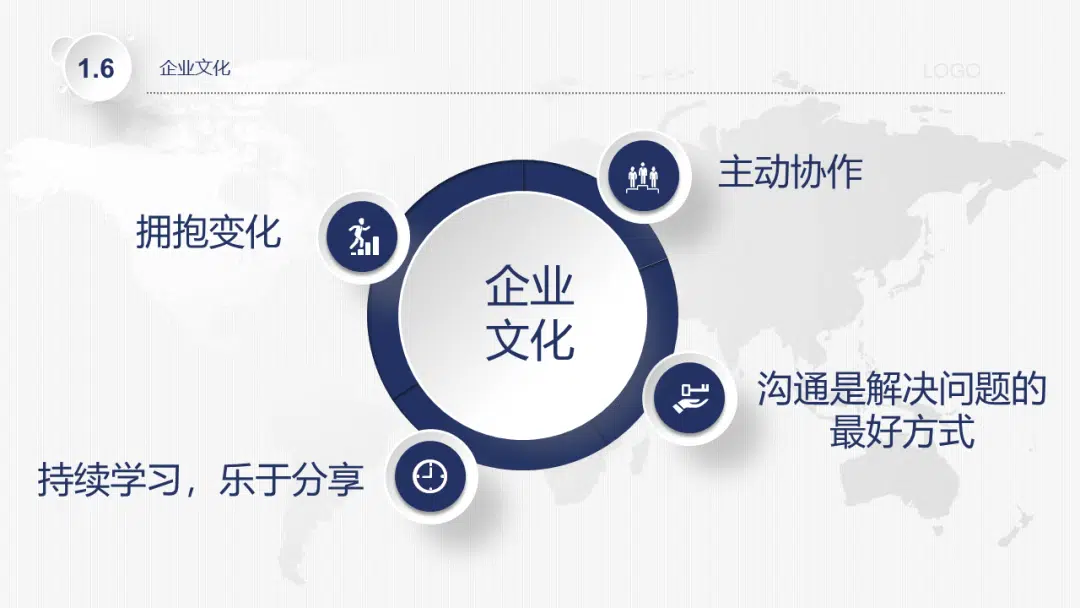 1.6
企业文化
LOGO
主动协作
拥抱变化
企业
文化
沟通是解决问题的
最好方式
持续学习，乐于分享